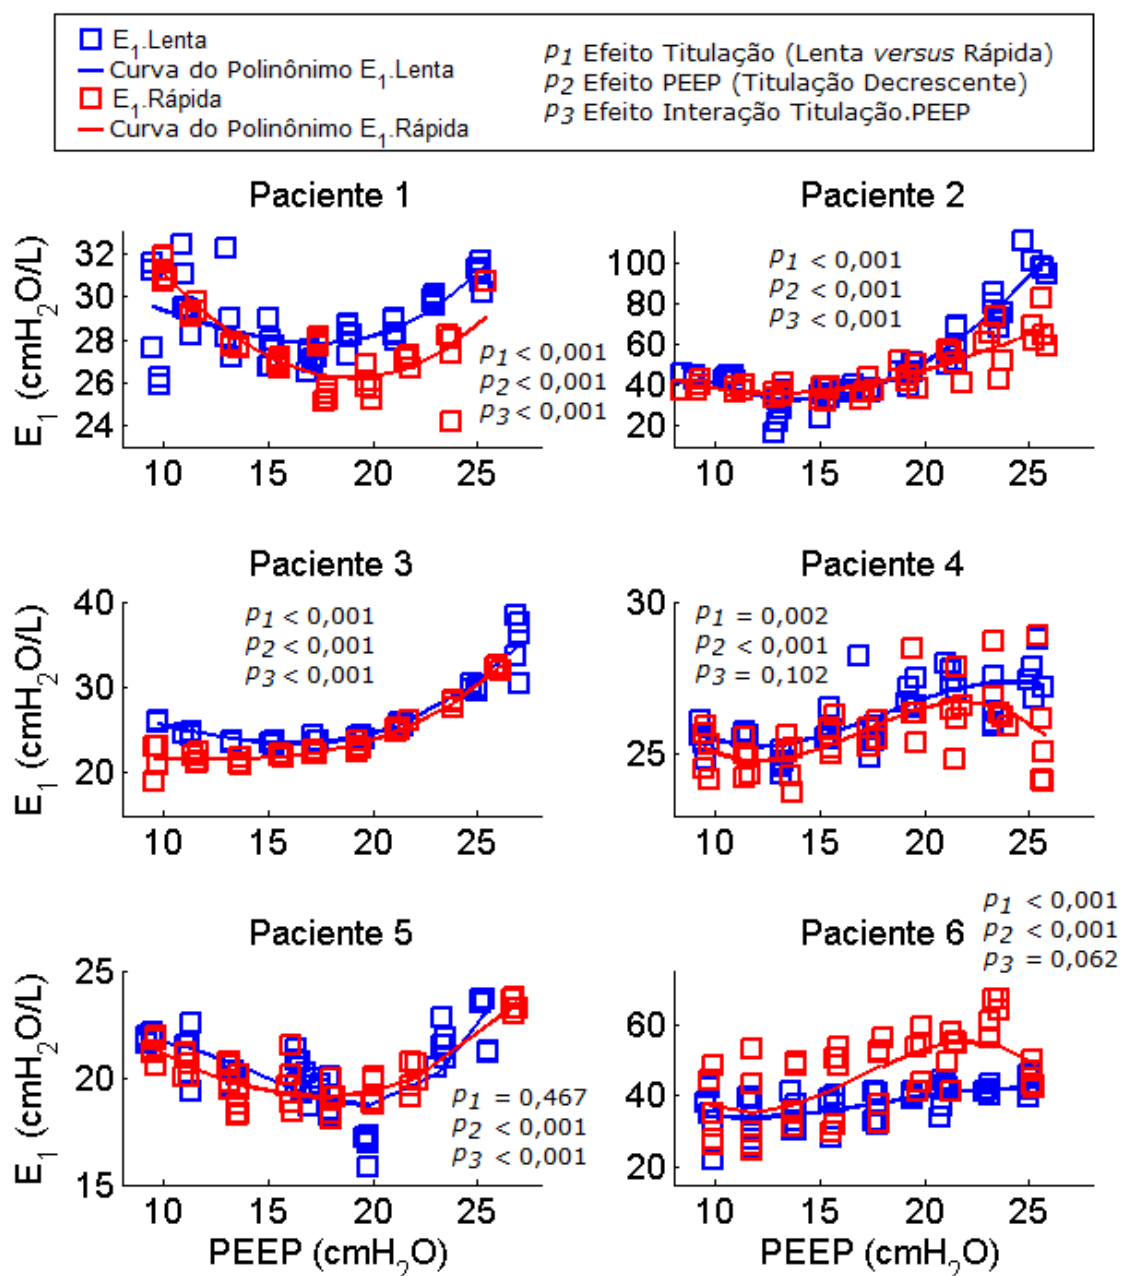 E1.Lenta
Curva do Polinônimo E1.Lenta
E1.Rápida
Curva do Polinônimo E1.Rápida
p1 Efeito Titulação (Lenta versus Rápida)
p2 Efeito PEEP (Titulação Decrescente)
p3 Efeito Interação Titulação.PEEP
Paciente 1
E1 (cmH2O/L)
32
30
28
26
24
10 15 20 25
p1 < 0,001
p2 < 0,001
p3 < 0,001
Paciente 2
100
80
60
40
20
10 15 20 25
p1 < 0,001
p2 < 0,001
p3 < 0,001
Paciente 3
E1 (cmH2O/L)
40
30
20
10 15 20 25
p1 < 0,001
p2 < 0,001
p3 < 0,001
Paciente 4
30
25
10 15 20 25
p1 = 0,002
p2 < 0,001
p3 = 0,102
Paciente 5
E1 (cmH2O/L)
25
20
15
10 15 20 25
PEEP (cmH2O)
p1 = 0,467
p2 < 0,001
p3 < 0,001
Paciente 6
p1 < 0,001
p2 < 0,001
p3 = 0,062
60
40
20
10 15 20 25
PEEP (cmH2O)